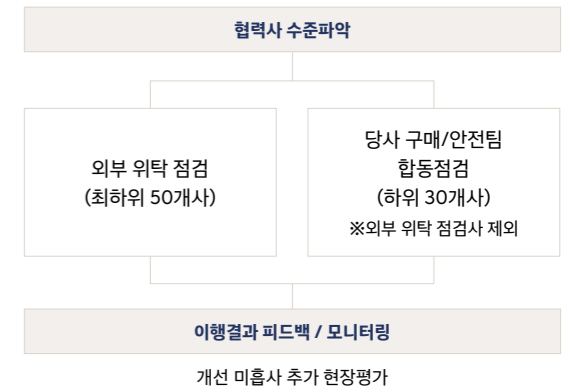 협력사 수준파악
외부 위탁 점검
(최하위 50개사)
당사 구매/안전팀
합동점검
(하위 30개사)
※외부 위탁 점검사 제외
이행결과 피드백 / 모니터링
개선 미흡사 추가 현장평가